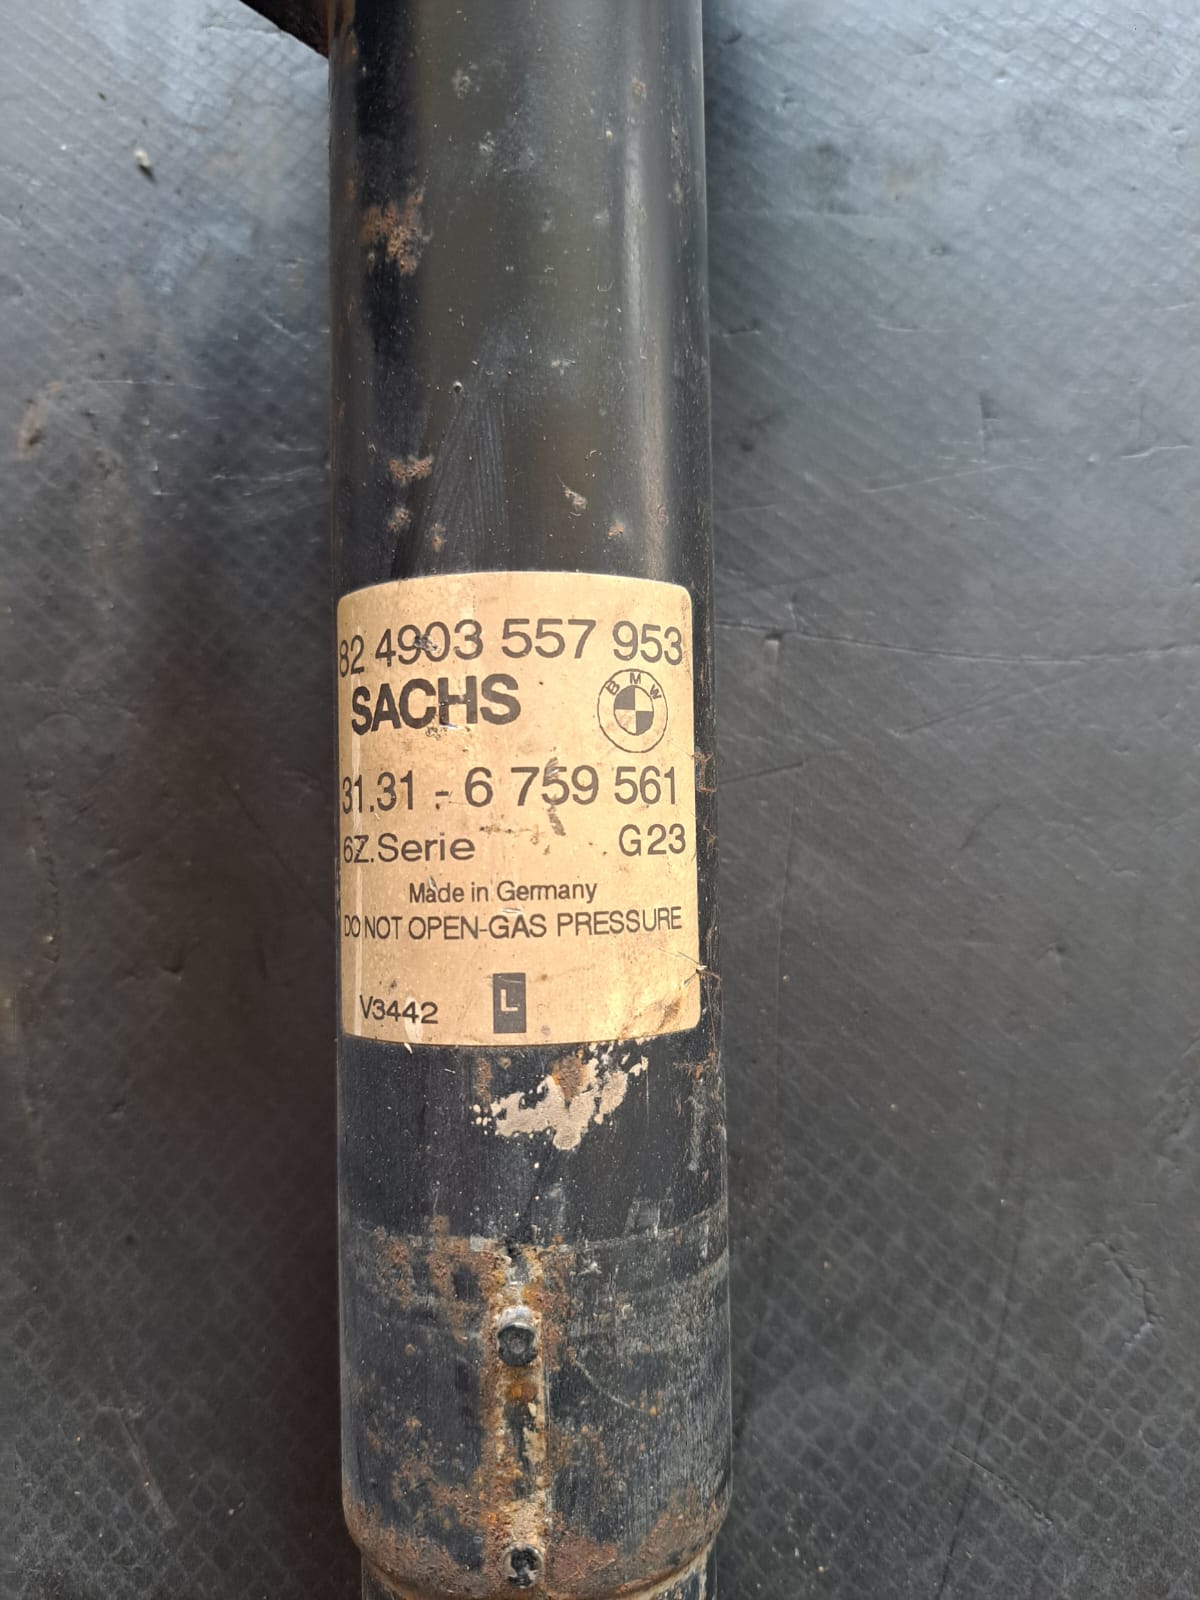 82 4903 557 953
SACHS BMW
31.31 - 6 759 561
6Z.Serie G23
Made in Germany
DO NOT OPEN-GAS PRESSURE
V3442 L